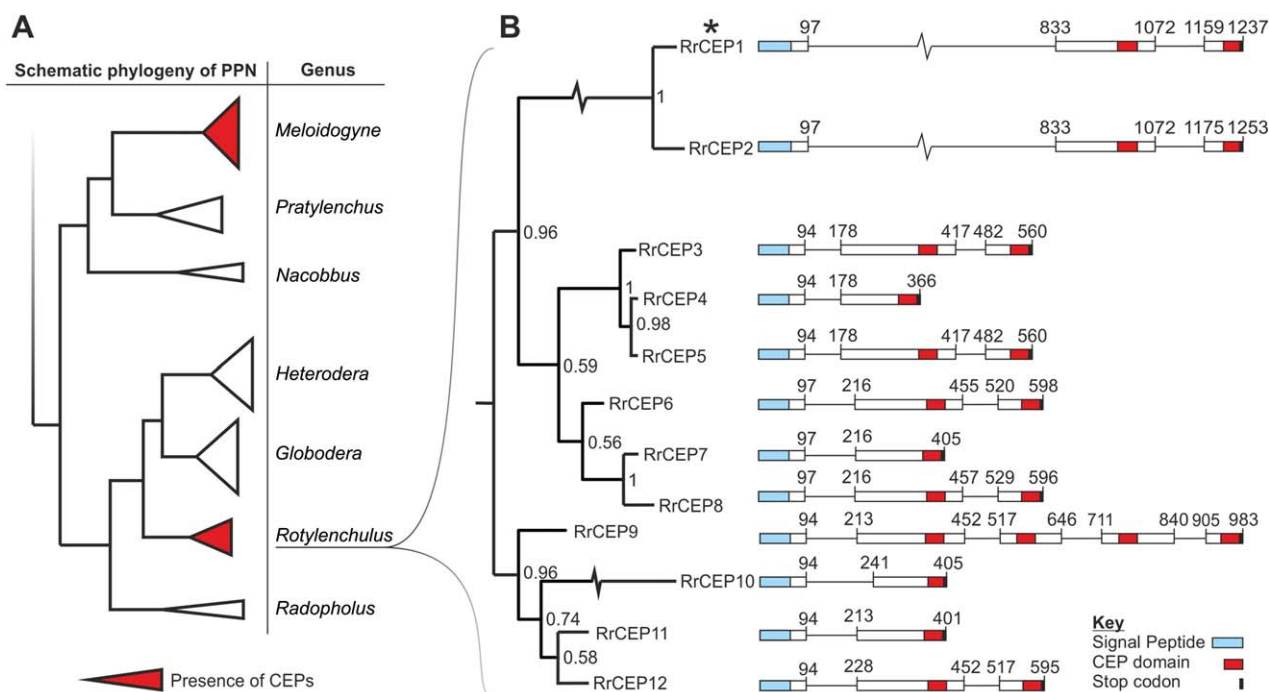 A
Schematic phylogeny of PPN Genus
Meloidogyne
Pratylenchus
Nacobbus
Heterodera
Globodera
Rotylenchulus
Radopholus
Presence of CEPs
B
*
RrCEP1 97 833 1072 1159 1237
1
RrCEP2 97 833 1072 1175 1253
0.96
RrCEP3 94 178 417 482 560
1
RrCEP4 94 178 366
0.98
RrCEP5 94 178 417 482 560
0.59
RrCEP6 97 216 455 520 598
0.56
RrCEP7 97 216 405
1
RrCEP8 97 216 457 529 596
RrCEP9 94 213 452 517 646 711 840 905 983
0.96
RrCEP10 94 241 405
0.74
RrCEP11 94 213 401
0.58
RrCEP12 94 228 452 517 595
Key
Signal Peptide
CEP domain
Stop codon